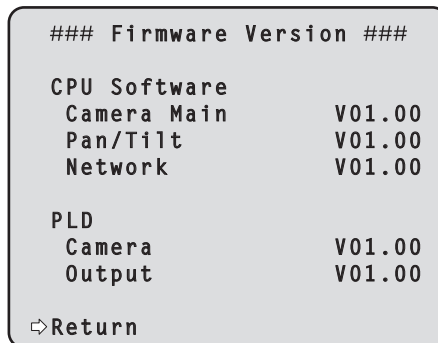 ### Firmware Version ###
CPU Software
Camera Main V01.00
Pan/Tilt V01.00
Network V01.00
PLD
Camera V01.00
Output V01.00
⇨Return